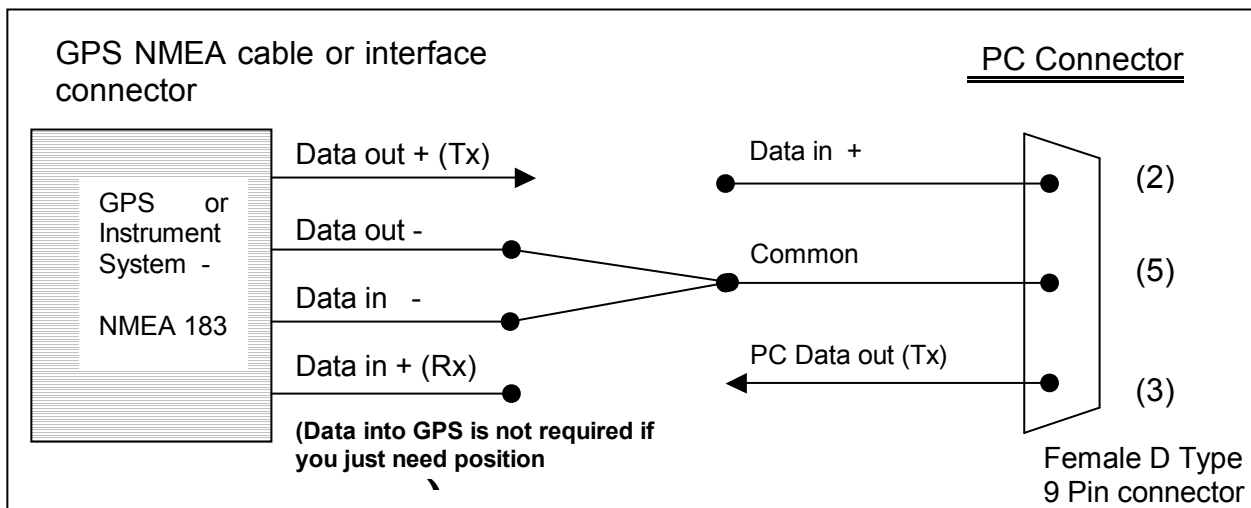 GPS NMEA cable or interface
connector
PC Connector
Data out + (Tx)
Data in +
(2)
GPS or
Instrument
System -
NMEA 183
Data out -
Common
(5)
Data in -
PC Data out (Tx)
Data in + (Rx)
(3)
(Data into GPS is not required if
you just need position
)
Female D Type
9 Pin connector